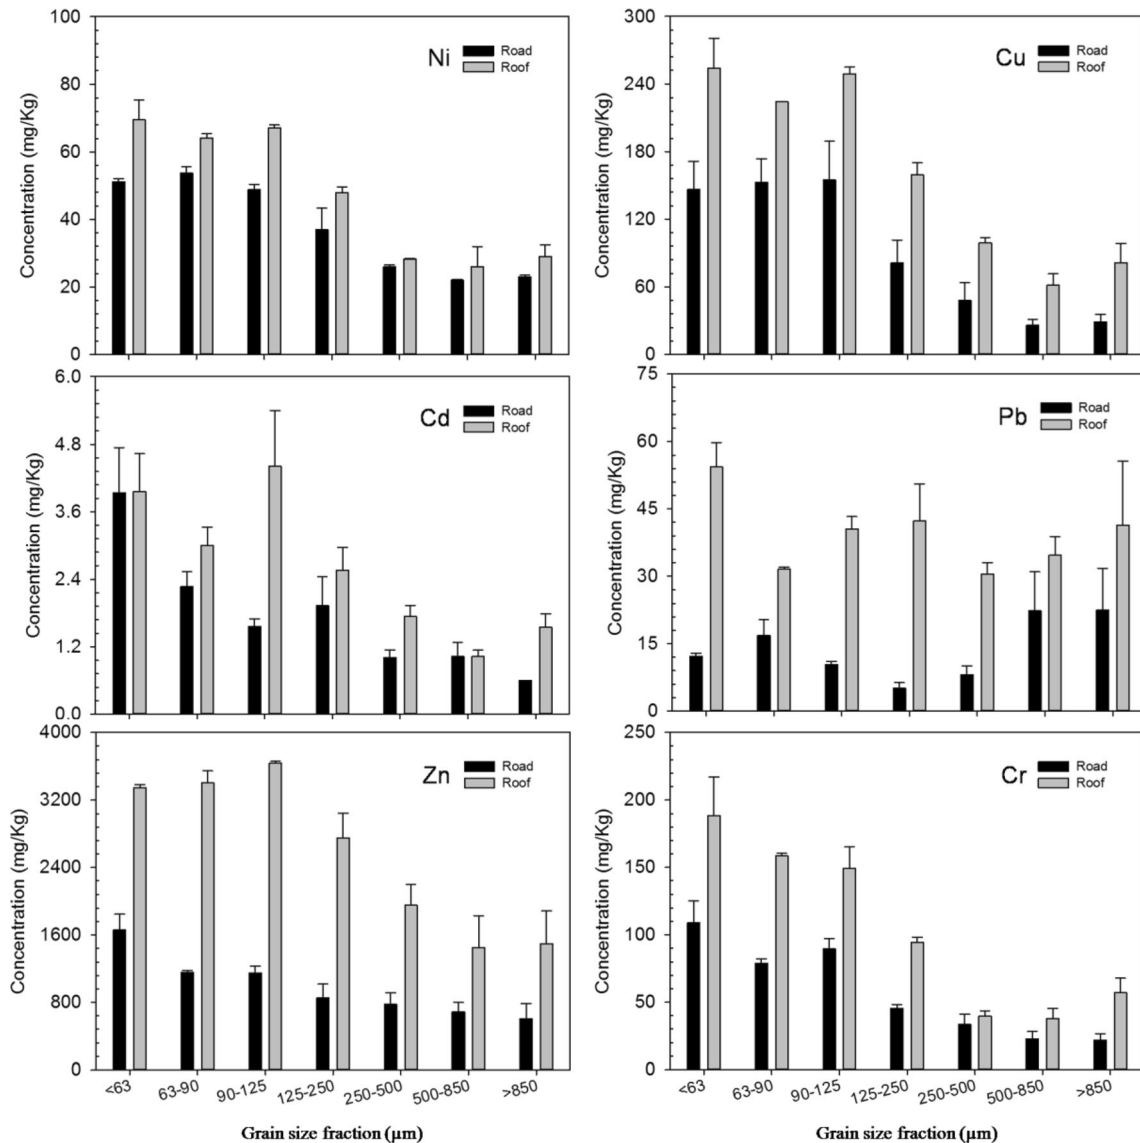 100
80
60
40
20
0
Concentration (mg/Kg)
Ni
Road
Roof
300
240
180
120
60
0
Concentration (mg/Kg)
Cu
Road
Roof
6.0
4.8
3.6
2.4
1.2
0.0
Concentration (mg/Kg)
Cd
Road
Roof
75
60
45
30
15
0
Concentration (mg/Kg)
Pb
Road
Roof
4000
3200
2400
1600
800
0
Concentration (mg/Kg)
Zn
Road
Roof
<63
63-90
90-125
125-250
250-500
500-850
>850
Grain size fraction (µm)
250
200
150
100
50
0
Concentration (mg/Kg)
Cr
Road
Roof
<63
63-90
90-125
125-250
250-500
500-850
>850
Grain size fraction (µm)